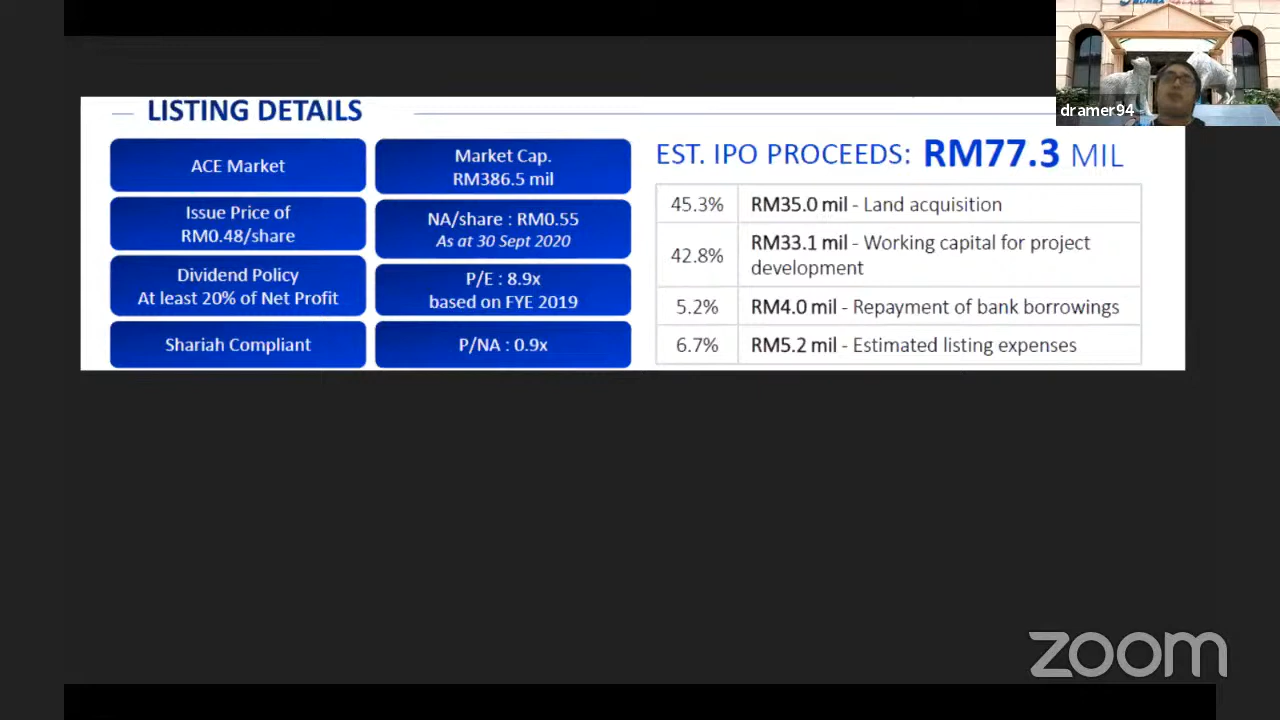 LISTING DETAILS
ACE Market
Market Cap.
RM386.5 mil
Issue Price of
RM0.48/share
NA/share : RM0.55
As at 30 Sept 2020
Dividend Policy
At least 20% of Net Profit
P/E : 8.9x
based on FYE 2019
Shariah Compliant
P/NA : 0.9x
EST. IPO PROCEEDS: RM77.3 MIL
45.3% RM35.0 mil - Land acquisition
42.8% RM33.1 mil - Working capital for project
development
5.2% RM4.0 mil - Repayment of bank borrowings
6.7% RM5.2 mil - Estimated listing expenses
dramer94
zoom